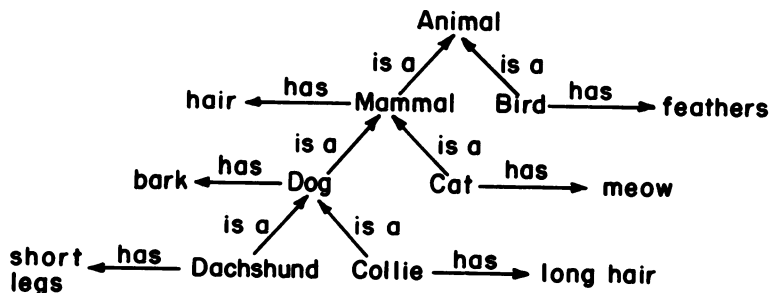 Animal
is a
is a
hair
has
Mammal
Bird
has
feathers
is a
is a
bark
has
Dog
Cat
has
meow
is a
is a
short
legs
has
Dachshund
Collie
has
long hair